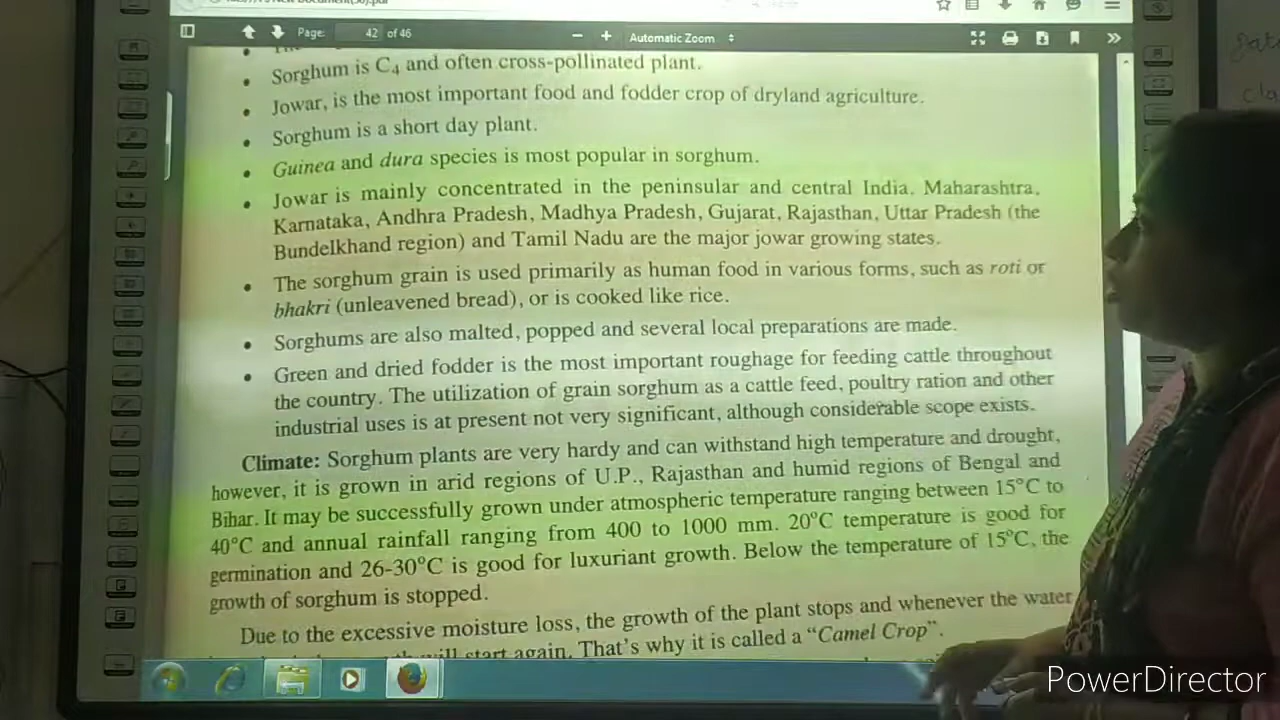 Page: 42 of 46 Automatic Zoom
Sorghum is C4 and often cross-pollinated plant.
Jowar, is the most important food and fodder crop of dryland agriculture.
Sorghum is a short day plant.
Guinea and dura species is most popular in sorghum.
Jowar is mainly concentrated in the peninsular and central India. Maharashtra,
Karnataka, Andhra Pradesh, Madhya Pradesh, Gujarat, Rajasthan, Uttar Pradesh (the
Bundelkhand region) and Tamil Nadu are the major jowar growing states.
The sorghum grain is used primarily as human food in various forms, such as roti or
bhakri (unleavened bread), or is cooked like rice.
Sorghums are also malted, popped and several local preparations are made.
Green and dried fodder is the most important roughage for feeding cattle throughout
the country. The utilization of grain sorghum as a cattle feed, poultry ration and other
industrial uses is at present not very significant, although considerable scope exists.
Climate: Sorghum plants are very hardy and can withstand high temperature and drought,
however, it is grown in arid regions of U.P., Rajasthan and humid regions of Bengal and
Bihar. It may be successfully grown under atmospheric temperature ranging between 15°C to
40°C and annual rainfall ranging from 400 to 1000 mm. 20°C temperature is good for
germination and 26-30°C is good for luxuriant growth. Below the temperature of 15°C, the
growth of sorghum is stopped.
Due to the excessive moisture loss, the growth of the plant stops and whenever the water
will start again. That's why it is called a "Camel Crop".
PowerDirector